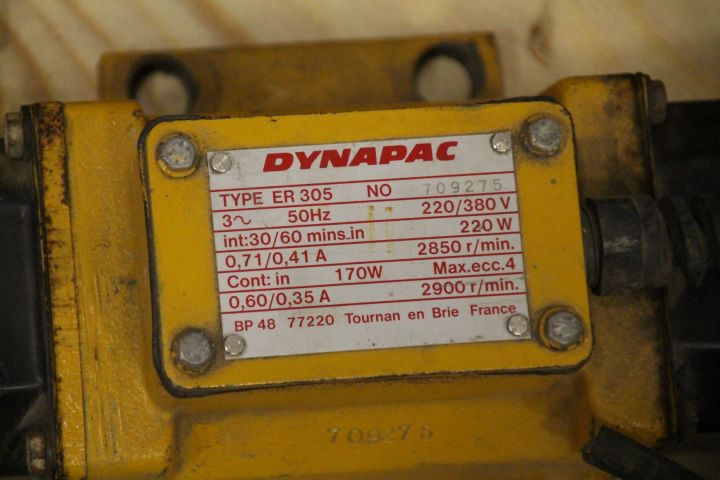 DYNAPAC
TYPE ER 305 NO 709275
3~ 50Hz 220/380 V
int:30/60 mins.in 220 W
0,71/0,41 A 2850 r/min.
Cont: in 170W Max.ecc.4
0,60/0,35 A 2900 r/min.
BP 48 77220 Tournan en Brie France
709275